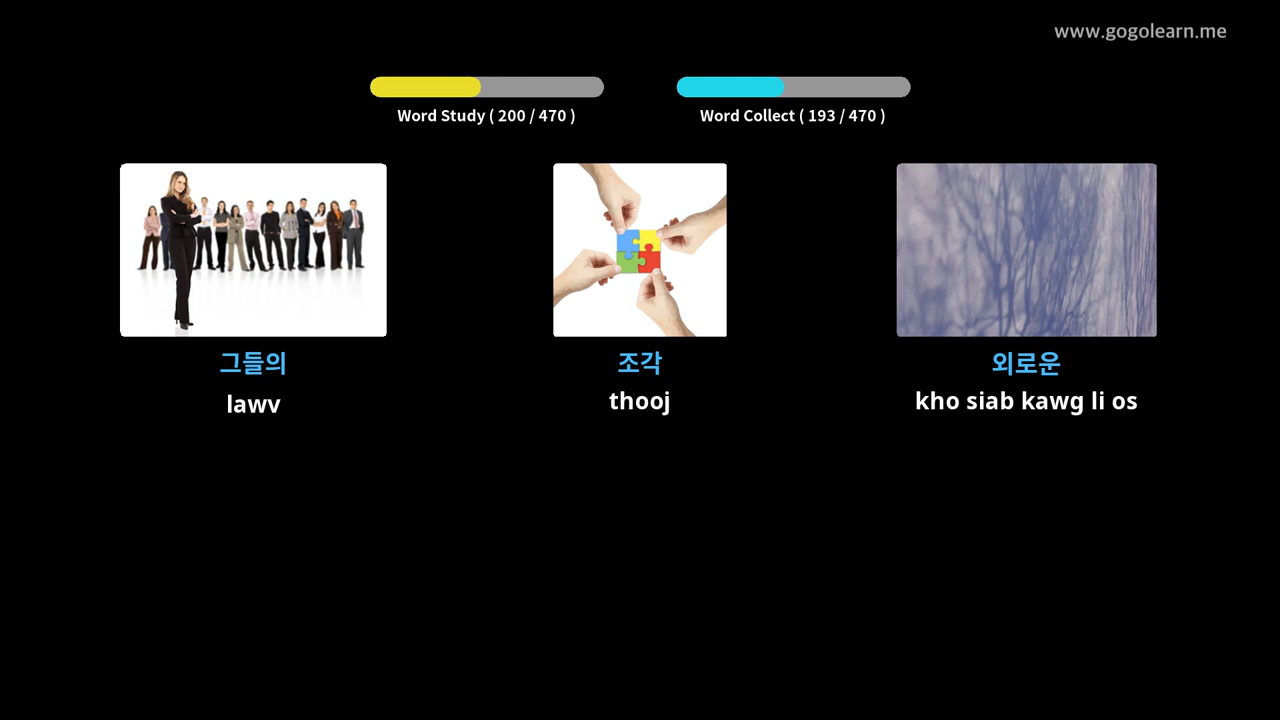 www.gogolearn.me
Word Study ( 200 / 470 )
Word Collect ( 193 / 470 )
그들의
조각
외로운
lawv
thooj
kho siab kawg li os